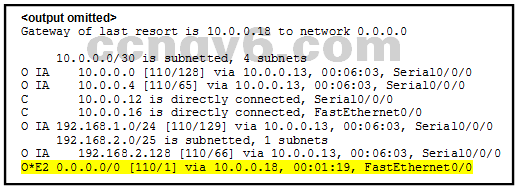 <output omitted>
Gateway of last resort is 10.0.0.18 to network 0.0.0.0
ccnav6.com
10.0.0.0/30 is subnetted, 4 subnets
O IA 10.0.0.0 [110/128] via 10.0.0.13, 00:06:03, Serial0/0/0
O IA 10.0.0.4 [110/65] via 10.0.0.13, 00:06:03, Serial0/0/0
C 10.0.0.12 is directly connected, Serial0/0/0
C 10.0.0.16 is directly connected, FastEthernet0/0
O IA 192.168.1.0/24 [110/129] via 10.0.0.13, 00:06:03, Serial0/0/0
192.168.2.0/25 is subnetted, 1 subnets
O IA 192.168.2.128 [110/66] via 10.0.0.13, 00:06:03, Serial0/0/0
O*E2 0.0.0.0/0 [110/1] via 10.0.0.18, 00:01:19, FastEthernet0/0